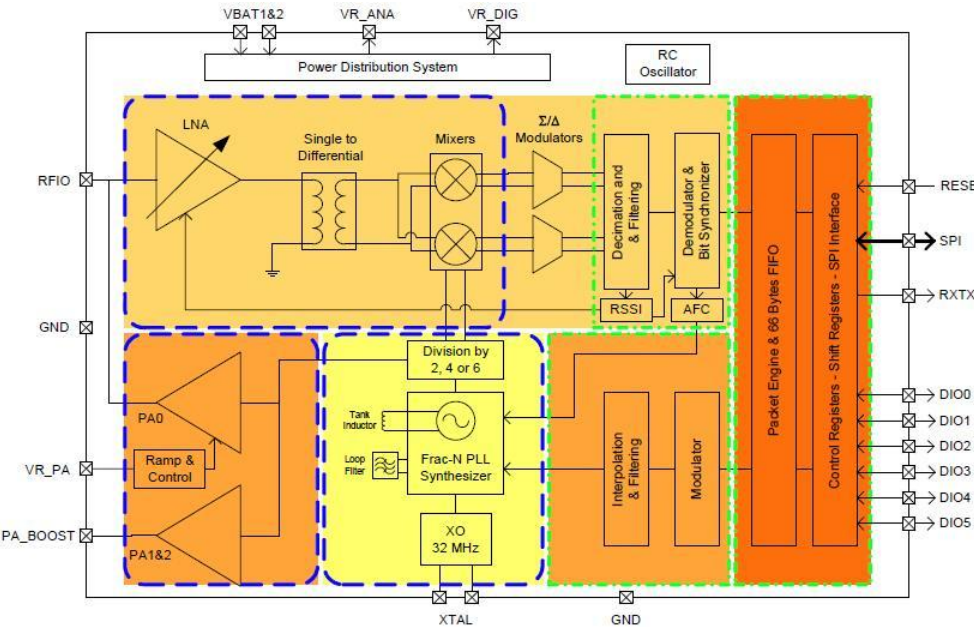 VBAT1&2
VR_ANA
VR_DIG
Power Distribution System
RC
Oscillator
LNA
Single to
Differential
Mixers
Σ/Δ
Modulators
RFIO
Decimation and
& Filtering
Demodulator &
Bit Synchronizer
Packet Engine & 66 Bytes FIFO
Control Registers - Shift Registers - SPI Interface
RESE
SPI
RXTX
RSSI
AFC
GND
Division by
2, 4 or 6
PA0
Tank
Inductor
Frac-N PLL
Synthesizer
Loop
Filter
Interpolation
& Filtering
Modulator
Ramp &
Control
VR_PA
PA_BOOST
PA1&2
XO
32 MHz
DIO0
DIO1
DIO2
DIO3
DIO4
DIO5
XTAL
GND